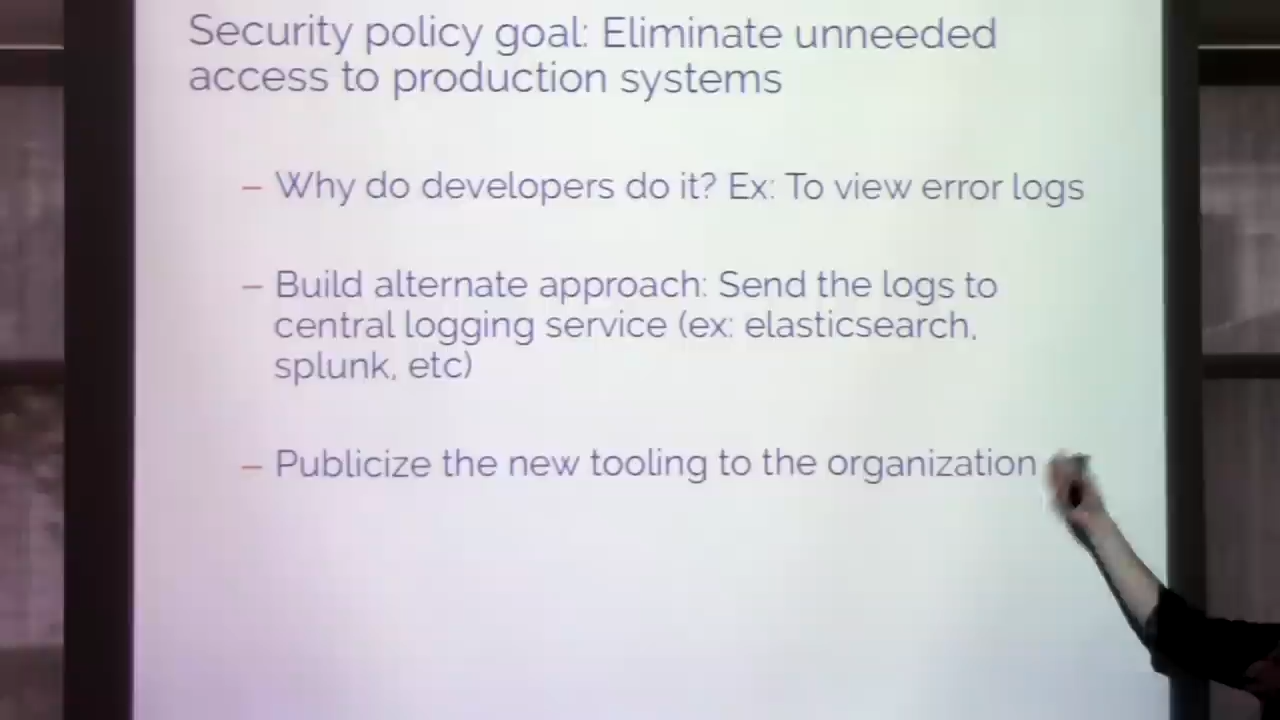 Security policy goal: Eliminate unneeded
access to production systems
– Why do developers do it? Ex: To view error logs
– Build alternate approach: Send the logs to
central logging service (ex: elasticsearch,
splunk, etc)
– Publicize the new tooling to the organization